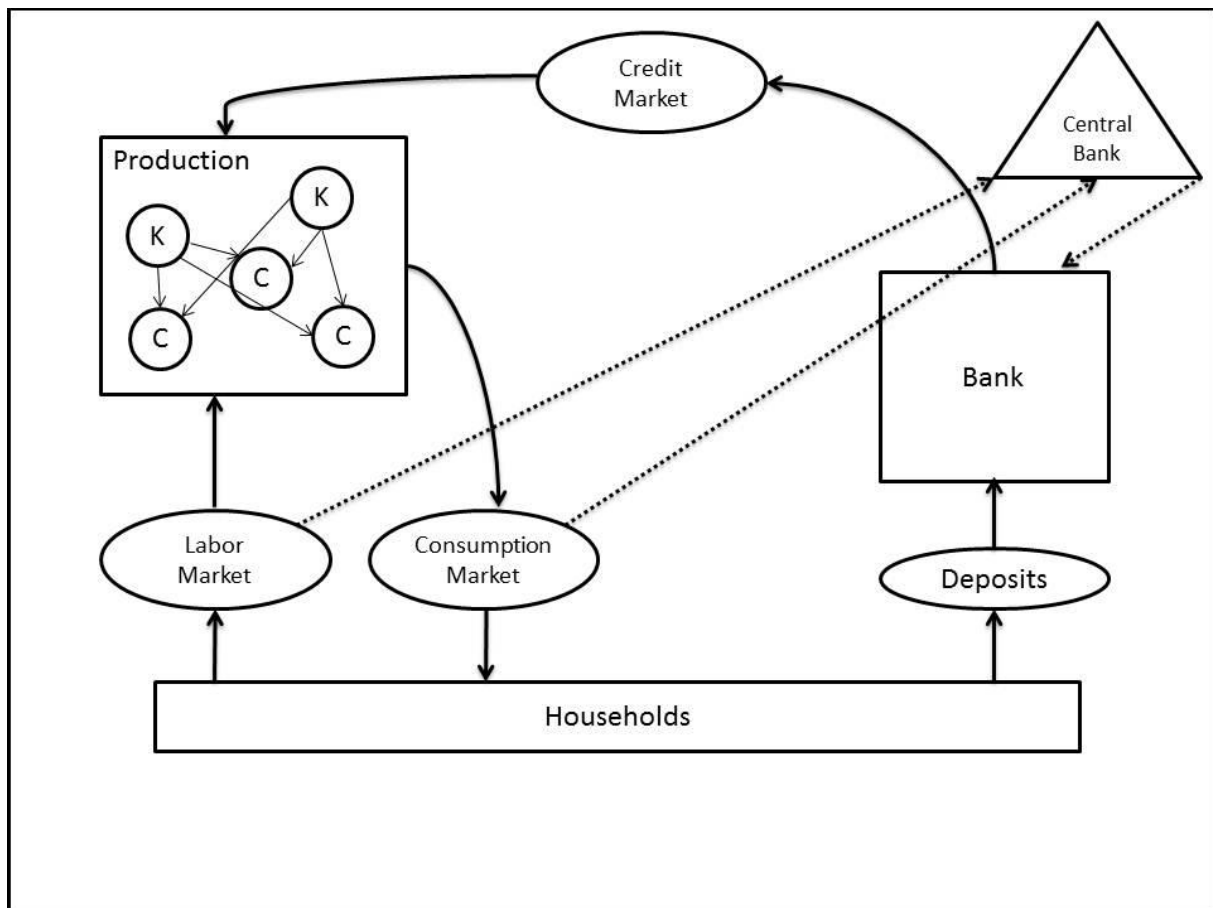 Credit
Market
Central
Bank
Production
K
K
C
C
C
Bank
Labor
Market
Consumption
Market
Deposits
Households